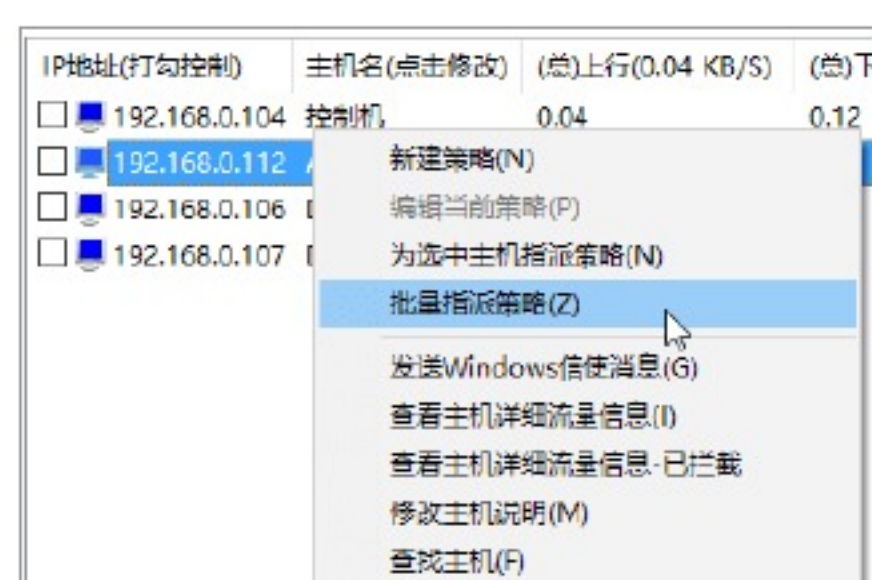 IP地址(打勾控制) 主机名(点击修改) (总)上行(0.04 KB/S) (总)下
192.168.0.104 控制机 0.04 0.12
192.168.0.112
192.168.0.106
192.168.0.107
新建策略(N)
编辑当前策略(P)
为选中主机指派策略(N)
批量指派策略(Z)
发送Windows信使消息(G)
查看主机详细流量信息(I)
查看主机详细流量信息-已拦截
修改主机说明(M)
查找主机(F)